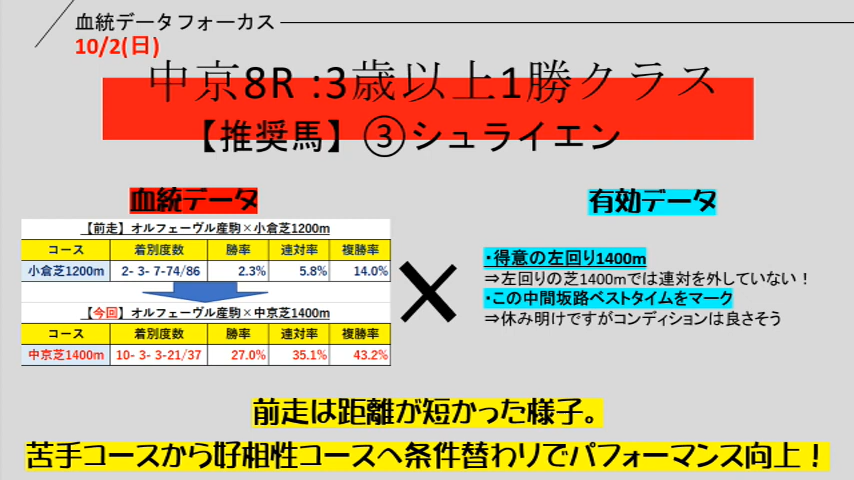 血統データフォーカス
10/2(日)
中京8R :3歳以上1勝クラス
【推奨馬】③シュライエン
血統データ
【前走】オルフェーヴル産駒×小倉芝1200m
コース 着別度数 勝率 連対率 複勝率
小倉芝1200m 2- 3- 7-74/86 2.3% 5.8% 14.0%
【今回】オルフェーヴル産駒×中京芝1400m
コース 着別度数 勝率 連対率 複勝率
中京芝1400m 10- 3- 3-21/37 27.0% 35.1% 43.2%
×
有効データ
・得意の左回り1400m
⇒左回りの芝1400mでは連対を外していない！
・この中間坂路ベストタイムをマーク
⇒休み明けですがコンディションは良さそう
前走は距離が短かった様子。
苦手コースから好相性コースへ条件替わりでパフォーマンス向上！